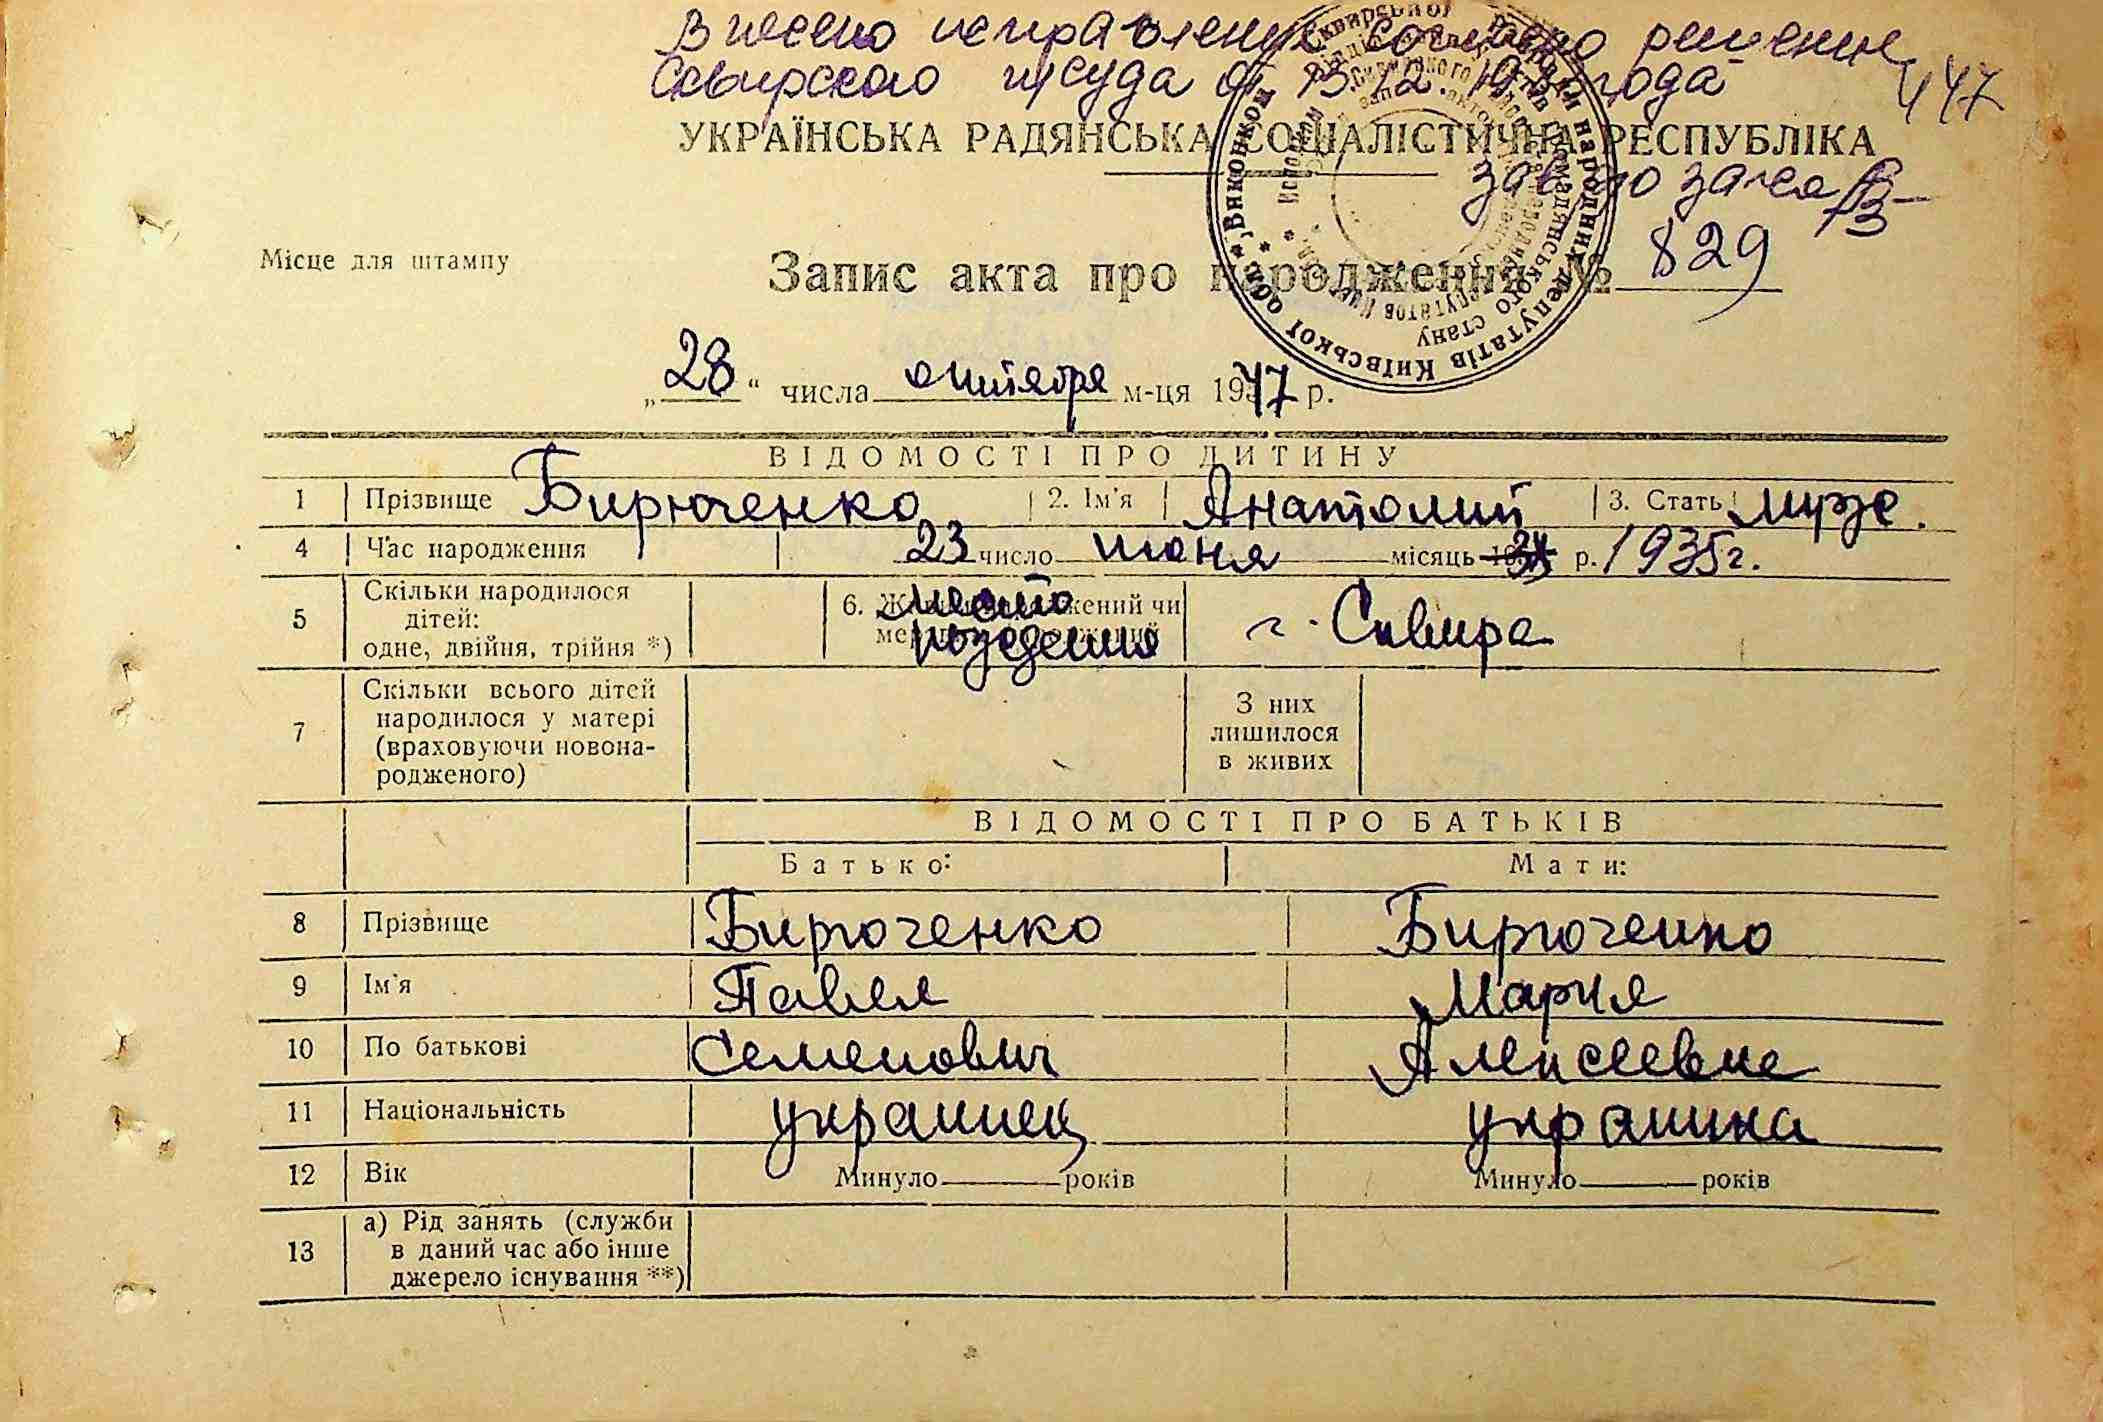 Внесено исправление согласно решения
Сквирского нарсуда от 13.12. года
447
УКРАЇНСЬКА РАДЯНСЬКА СОЦІАЛІСТИЧНА РЕСПУБЛІКА
Місце для штампу
Запис акта про народження № 829
„28“ числа октября м-ця 1947 р.
ВІДОМОСТІ ПРО ДИТИНУ
1 Прізвище Бирюченко 2. Ім'я Анатолий 3. Стать муж.
4 Час народження 23 число июня місяць р. 1935 г.
5 Скільки народилося дітей: одне, двійня, трійня *) 6. место рождения г. Сквира
7 Скільки всього дітей народилося у матері (враховуючи новонародженого) З них лишилося в живих
ВІДОМОСТІ ПРО БАТЬКІВ
Батько: Мати:
8 Прізвище Бирюченко Бирюченко
9 Ім'я Павел Мария
10 По батькові Семенович Алексеевна
11 Національність украинец украинка
12 Вік Минуло років Минуло років
13 а) Рід занять (служби в даний час або інше джерело існування **)